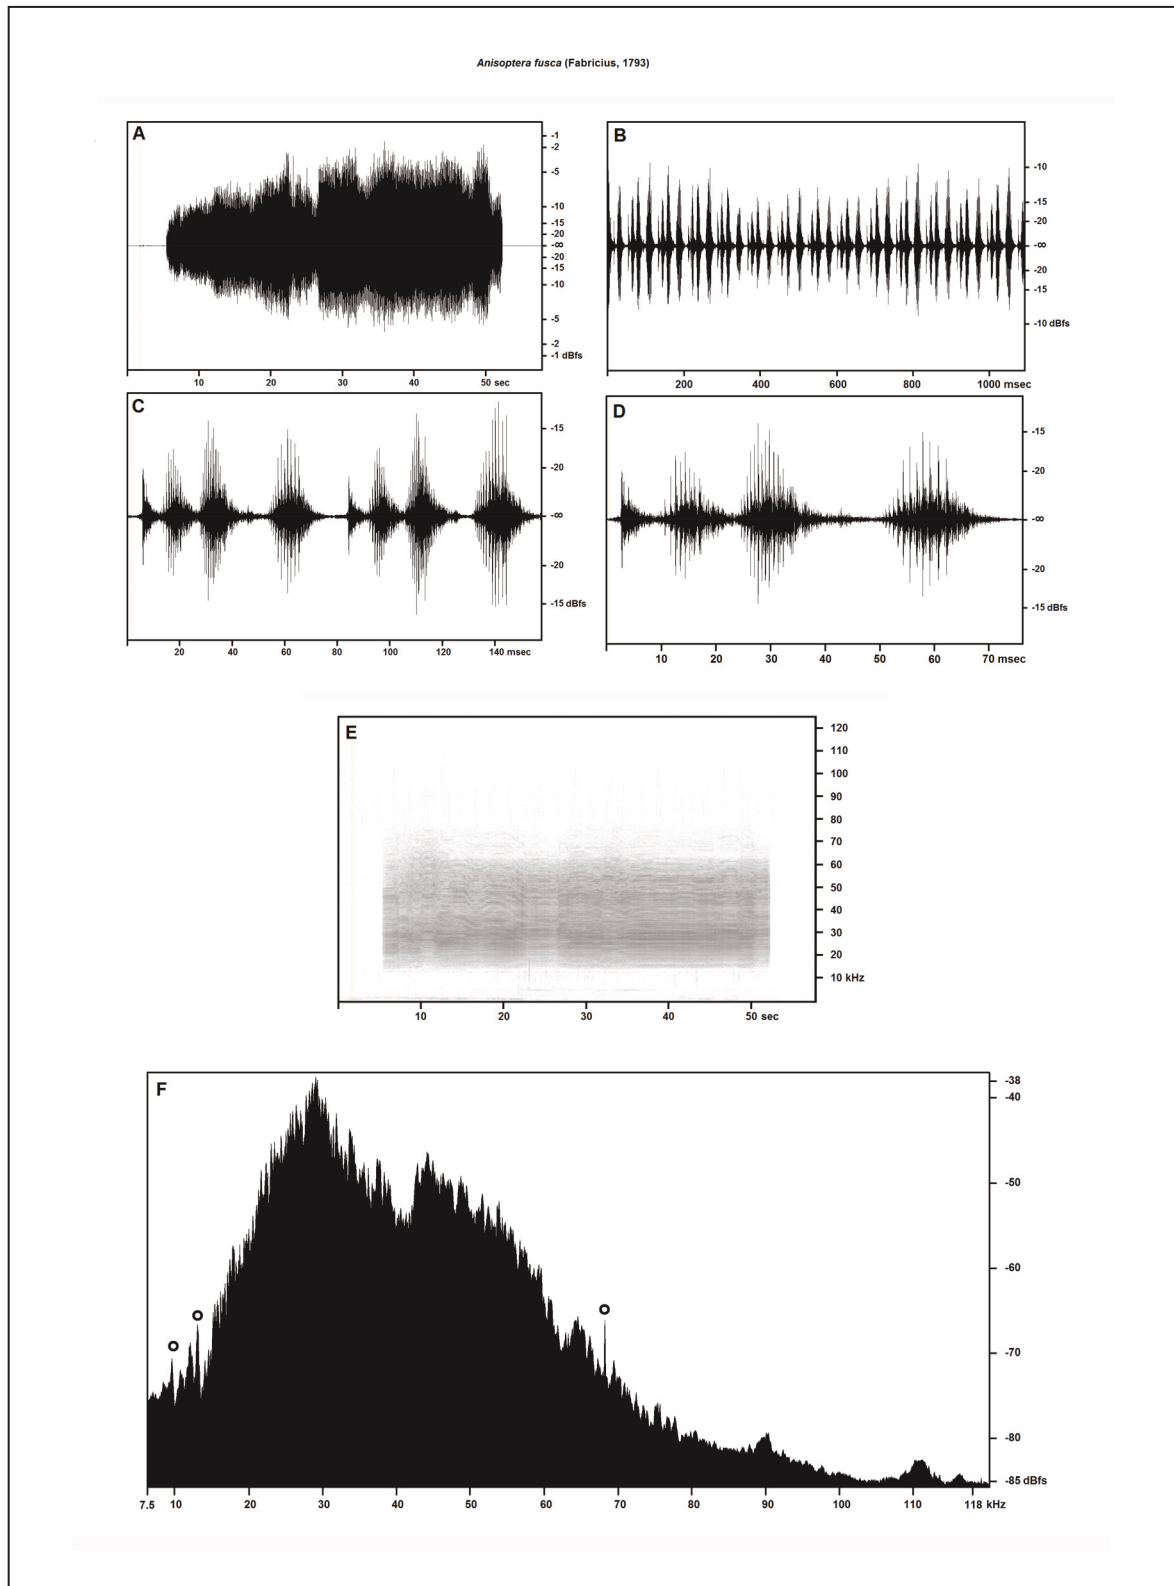 Anisoptera fusca (Fabricius, 1793)
A
-1
-2
-5
-10
-15
-20
-∞
-20
-15
-10
-5
-2
-1 dBfs
10 20 30 40 50 sec
B
-10
-15
-20
-∞
-20
-15
-10 dBfs
200 400 600 800 1000 msec
C
-15
-20
-∞
-20
-15 dBfs
20 40 60 80 100 120 140 msec
D
-15
-20
-∞
-20
-15 dBfs
10 20 30 40 50 60 70 msec
E
120
110
100
90
80
70
60
50
40
30
20
10 kHz
10 20 30 40 50 sec
F
-38
-40
-50
-60
-70
-80
-85 dBfs
7.5 10 20 30 40 50 60 70 80 90 100 110 118 kHz